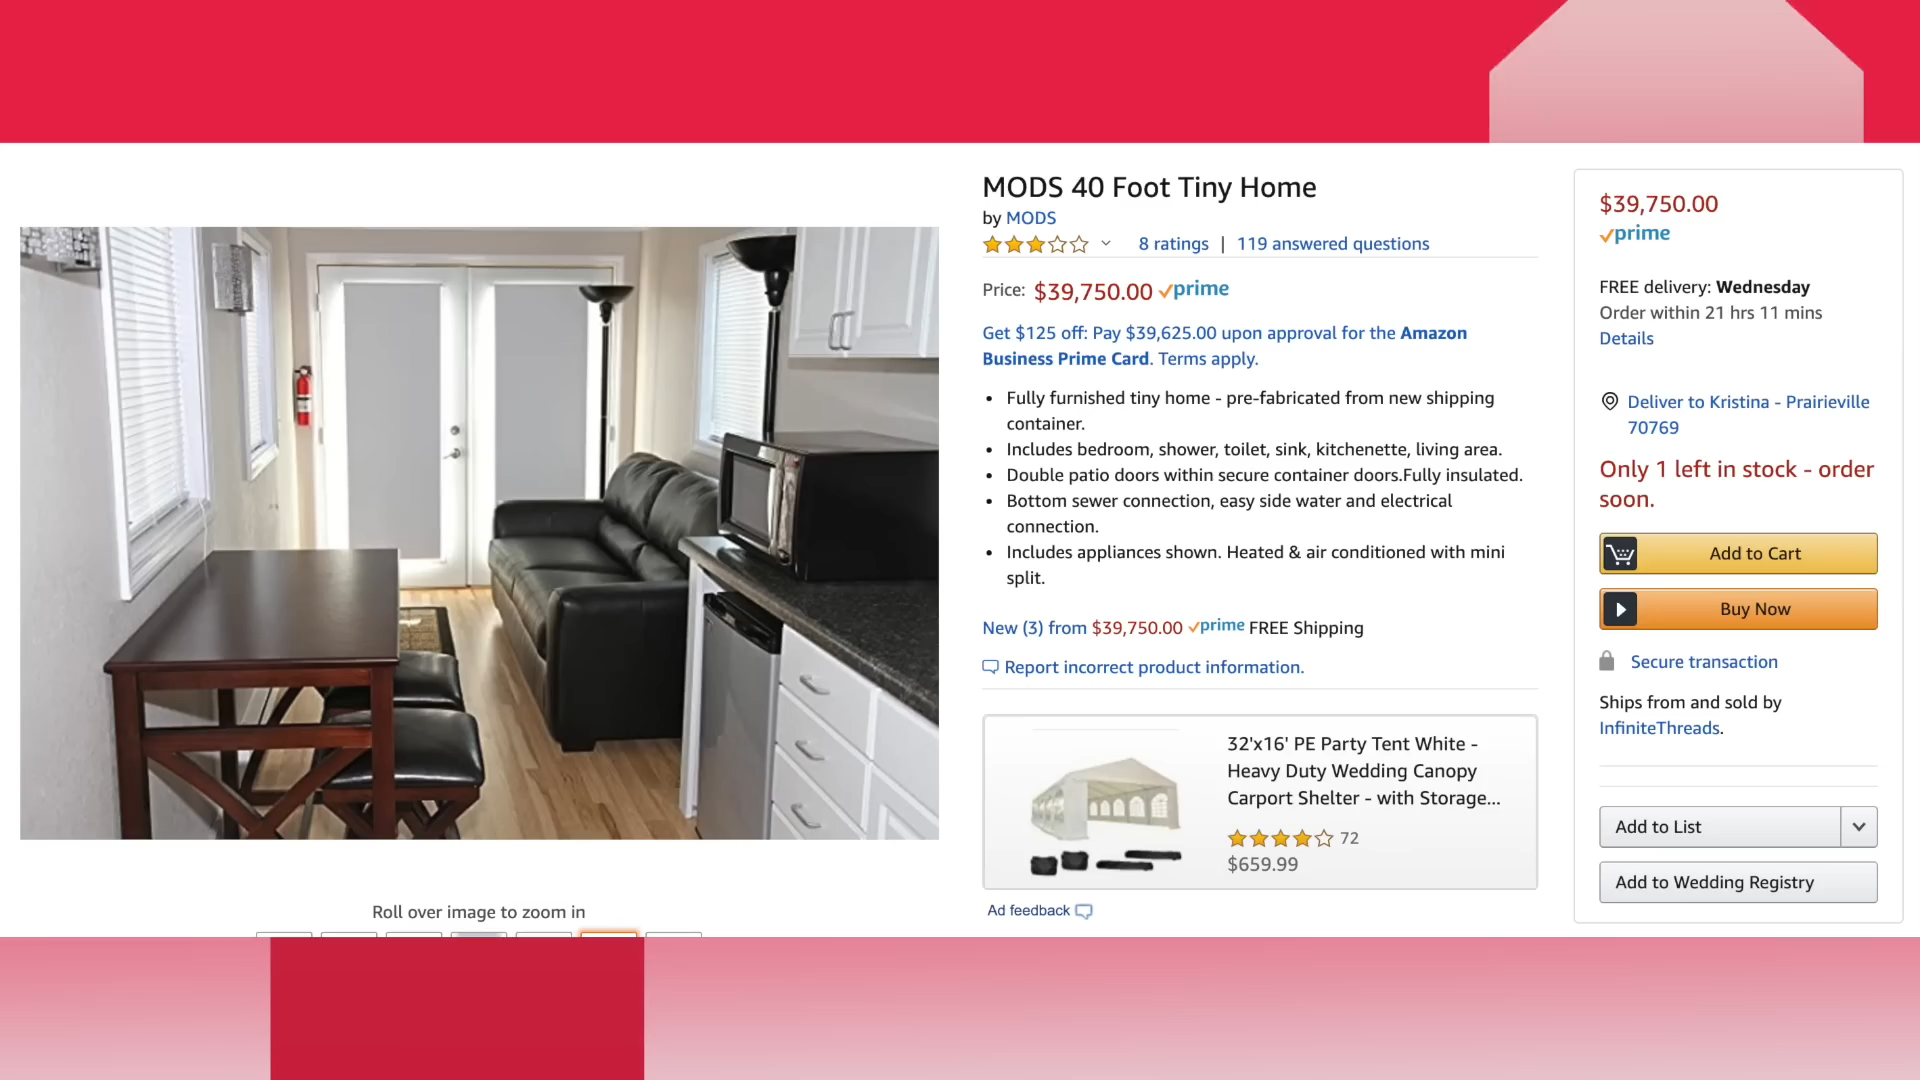 MODS 40 Foot Tiny Home
by MODS
8 ratings | 119 answered questions
Price: $39,750.00 prime
Get $125 off: Pay $39,625.00 upon approval for the Amazon
Business Prime Card. Terms apply.
• Fully furnished tiny home - pre-fabricated from new shipping
container.
• Includes bedroom, shower, toilet, sink, kitchenette, living area.
• Double patio doors within secure container doors.Fully insulated.
• Bottom sewer connection, easy side water and electrical
connection.
• Includes appliances shown. Heated & air conditioned with mini
split.
New (3) from $39,750.00 prime FREE Shipping
Report incorrect product information.
32'x16' PE Party Tent White -
Heavy Duty Wedding Canopy
Carport Shelter - with Storage...
72
$659.99
Ad feedback
Roll over image to zoom in
$39,750.00
prime
FREE delivery: Wednesday
Order within 21 hrs 11 mins
Details
Deliver to Kristina - Prairieville
70769
Only 1 left in stock - order
soon.
Add to Cart
Buy Now
Secure transaction
Ships from and sold by
InfiniteThreads.
Add to List
Add to Wedding Registry